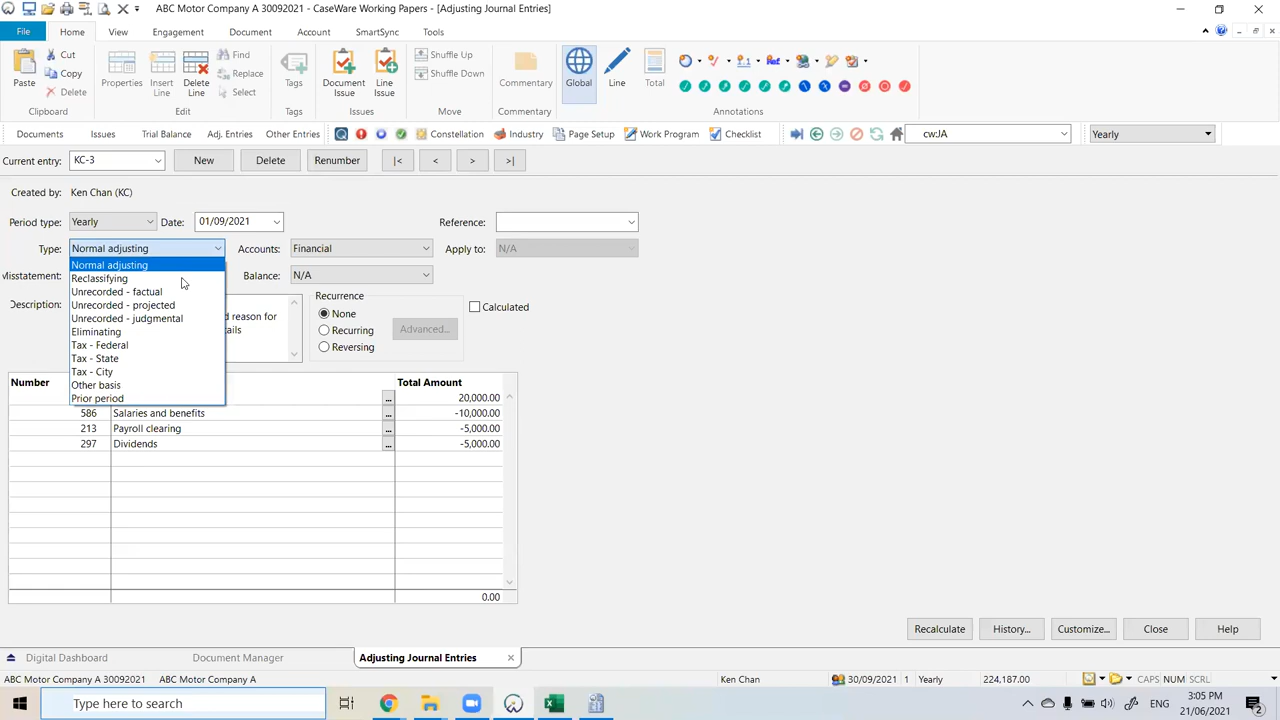 ABC Motor Company A 30092021 - CaseWare Working Papers - [Adjusting Journal Entries]
File Home View Engagement Document Account SmartSync Tools
Paste Cut Copy Delete Properties Insert Line Delete Line Find Replace Select Tags Document Issue Line Issue Shuffle Up Shuffle Down Commentary Global Line Total
Clipboard Edit Tags Issues Move Commentary Annotations
Documents Issues Trial Balance Adj. Entries Other Entries Constellation Industry Page Setup Work Program Checklist cw:JA Yearly
Current entry: KC-3 New Delete Renumber |< < > >|
Created by: Ken Chan (KC)
Period type: Yearly Date: 01/09/2021 Reference:
Type: Normal adjusting Accounts: Financial Apply to: N/A
Normal adjusting
Misstatement: Balance: N/A
Reclassifying
Unrecorded - factual
Unrecorded - projected
Unrecorded - judgmental
Eliminating
Tax - Federal
Tax - State
Tax - City
Other basis
Prior period
Description: d reason for
tails
Recurrence
None
Recurring
Reversing
Advanced...
Calculated
Number Total Amount
20,000.00
586 Salaries and benefits -10,000.00
213 Payroll clearing -5,000.00
297 Dividends -5,000.00
0.00
Recalculate History... Customize... Close Help
Digital Dashboard Document Manager Adjusting Journal Entries
ABC Motor Company A 30092021 ABC Motor Company A Ken Chan 30/09/2021 1 Yearly 224,187.00 CAPS NUM SCRL
Type here to search ENG 3:05 PM
21/06/2021 2